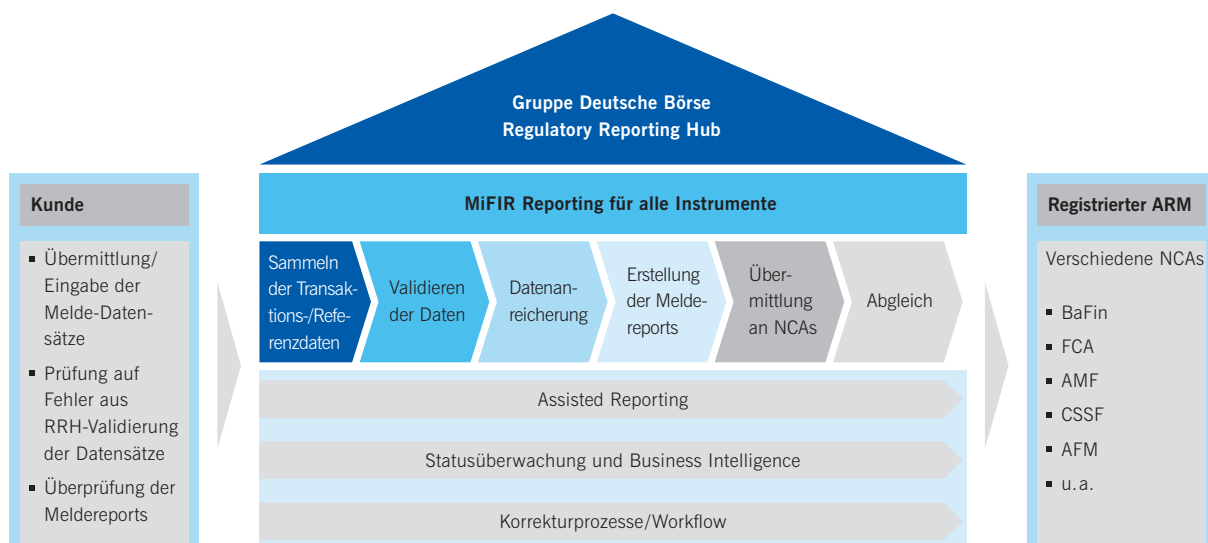 Gruppe Deutsche Börse
Regulatory Reporting Hub
Kunde
▪ Übermittlung/
Eingabe der
Melde-Daten-
sätze
▪ Prüfung auf
Fehler aus
RRH-Validierung
der Datensätze
▪ Überprüfung der
Meldereports
MiFIR Reporting für alle Instrumente
Sammeln
der Transak-
tions-/Refe-
renzdaten
Validieren
der Daten
Datenan-
reicherung
Erstellung
der Melde-
reports
Über-
mittlung
an NCAs
Abgleich
Assisted Reporting
Statusüberwachung und Business Intelligence
Korrekturprozesse/Workflow
Registrierter ARM
Verschiedene NCAs
▪ BaFin
▪ FCA
▪ AMF
▪ CSSF
▪ AFM
▪ u.a.